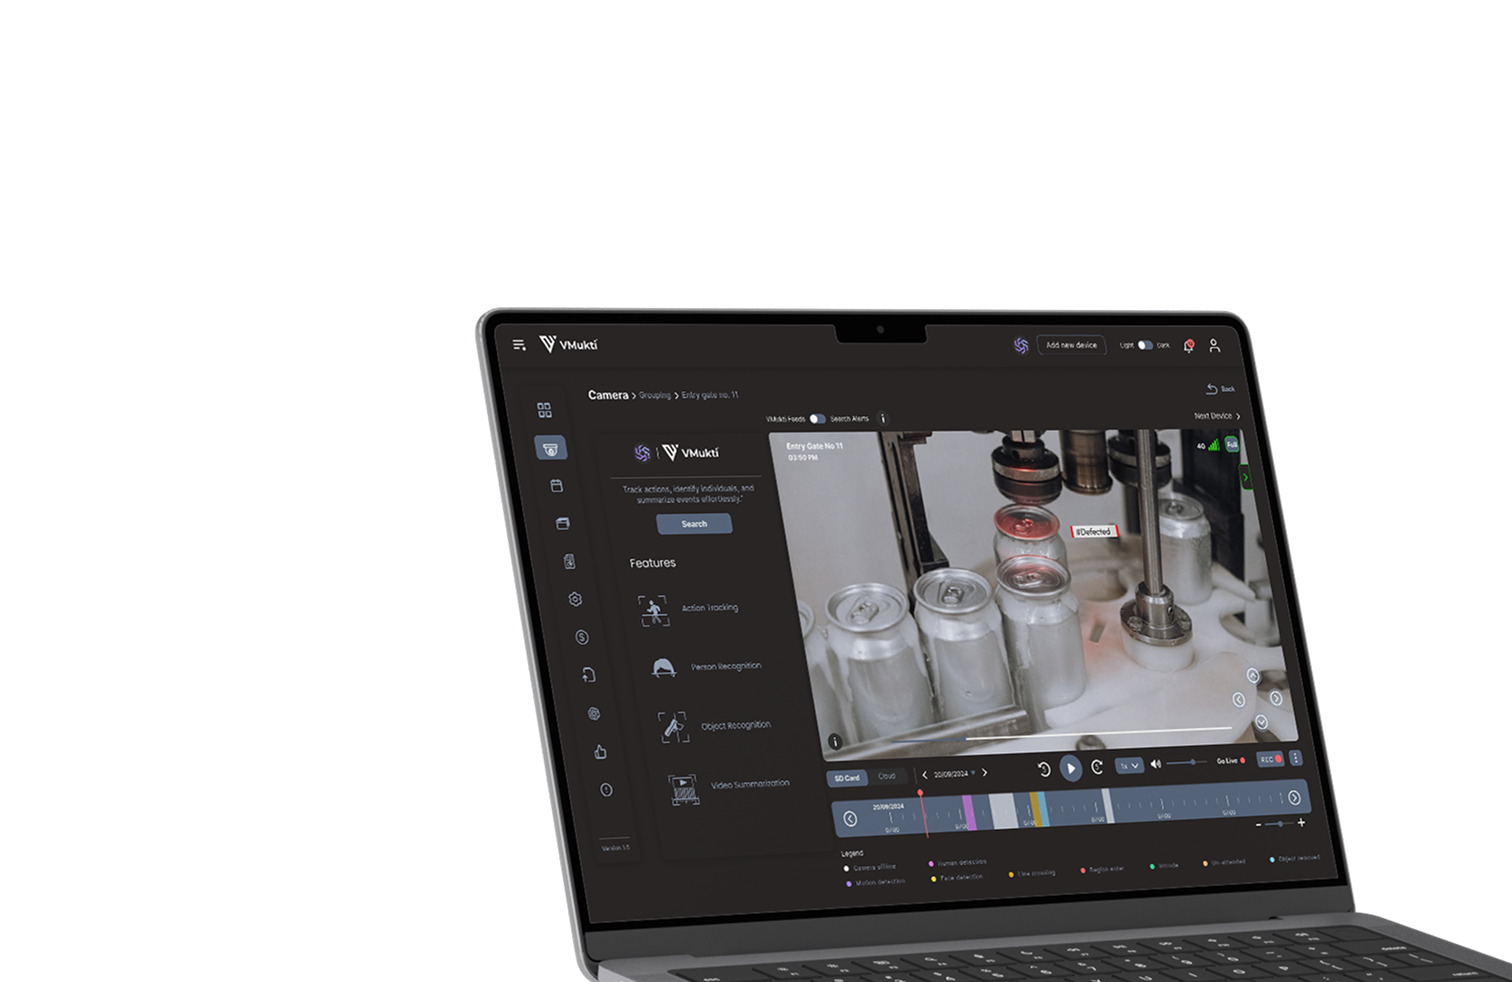 VMukti
Add new device
Light
Dark
Camera > Grouping > Entry gate no. 11
Back
VMukti Feeds
Search Alerts
i
Next Device >
VMukti
Track actions, identify individuals, and
summarize events effortlessly."
Search
Features
Action Tracking
Person Recognition
Object Recognition
Video Summarization
Version 1.5
Entry Gate No 11
03:50 PM
4G
Full
#Defected
SD Card
Cloud
20/09/2024
1x
Go Live
REC
20/09/2024
Legend
Camera offline
Human detection
Motion detection
Face detection
Line crossing
Region enter
Un-attended
Object removed